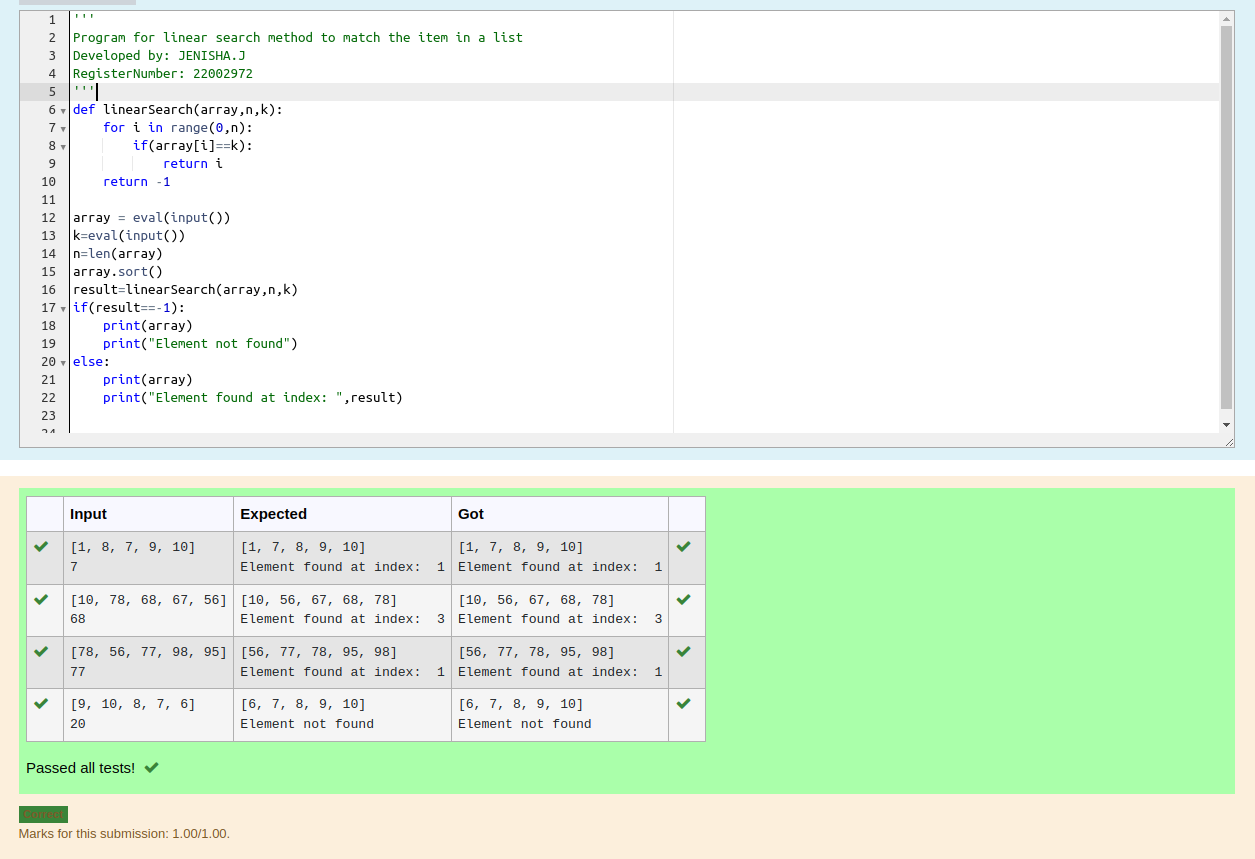 1 '''
2 Program for linear search method to match the item in a list
3 Developed by: JENISHA.J
4 RegisterNumber: 22002972
5 '''
6 def linearSearch(array,n,k):
7     for i in range(0,n):
8         if(array[i]==k):
9             return i
10     return -1
11
12 array = eval(input())
13 k=eval(input())
14 n=len(array)
15 array.sort()
16 result=linearSearch(array,n,k)
17 if(result==-1):
18     print(array)
19     print("Element not found")
20 else:
21     print(array)
22     print("Element found at index: ",result)
23
24
Input Expected Got
[1, 8, 7, 9, 10] [1, 7, 8, 9, 10] [1, 7, 8, 9, 10]
7 Element found at index:  1 Element found at index:  1
[10, 78, 68, 67, 56] [10, 56, 67, 68, 78] [10, 56, 67, 68, 78]
68 Element found at index:  3 Element found at index:  3
[78, 56, 77, 98, 95] [56, 77, 78, 95, 98] [56, 77, 78, 95, 98]
77 Element found at index:  1 Element found at index:  1
[9, 10, 8, 7, 6] [6, 7, 8, 9, 10] [6, 7, 8, 9, 10]
20 Element not found Element not found
Passed all tests!
Correct
Marks for this submission: 1.00/1.00.